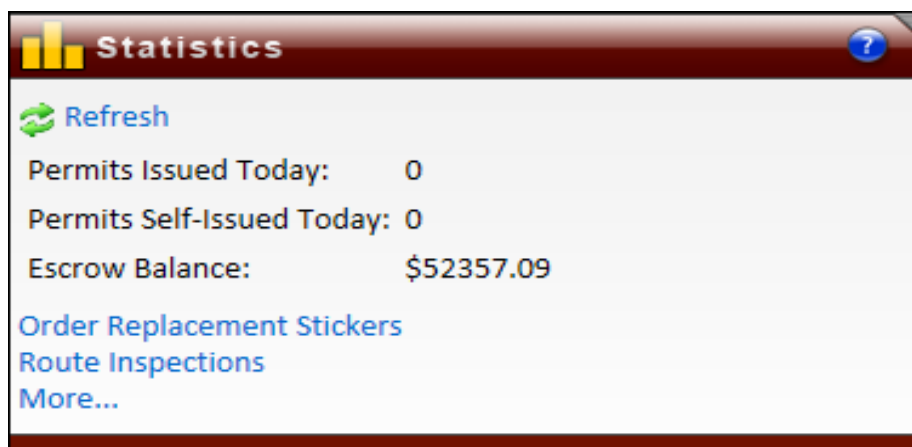 Statistics
?
Refresh
Permits Issued Today: 0
Permits Self-Issued Today: 0
Escrow Balance: $52357.09
Order Replacement Stickers
Route Inspections
More...